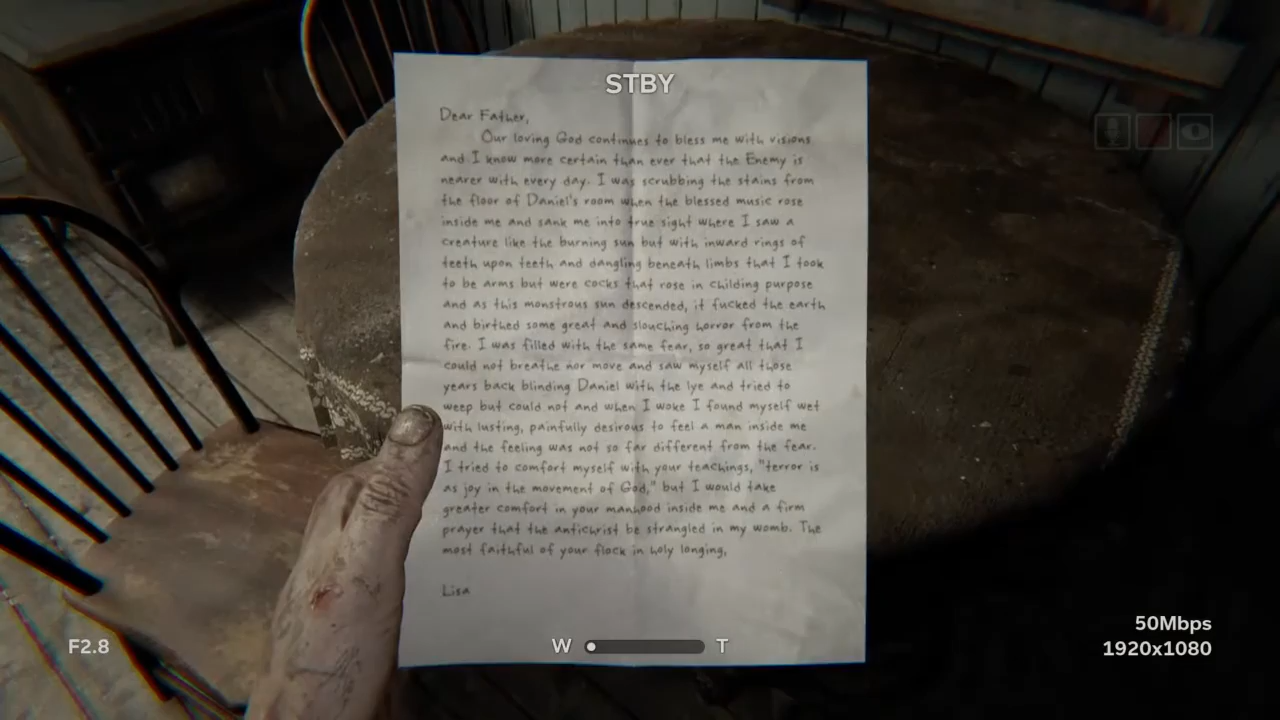 STBY
Dear Father,
Our loving God continues to bless me with visions
and I know more certain than ever that the Enemy is
nearer with every day. I was scrubbing the stains from
the floor of Daniel's room when the blessed music rose
inside me and sank me into true sight where I saw a
creature like the burning sun but with inward rings of
teeth upon teeth and dangling beneath limbs that I took
to be arms but were cocks that rose in childing purpose
and as this monstrous sun descended, it fucked the earth
and birthed some great and slouching horror from the
fire. I was filled with the same fear, so great that I
could not breathe nor move and saw myself all those
years back blinding Daniel with the lye and tried to
weep but could not and when I woke I found myself wet
with lusting, painfully desirous to feel a man inside me
and the feeling was not so far different from the fear.
I tried to comfort myself with your teachings, "terror is
as joy in the movement of God," but I would take
greater comfort in your manhood inside me and a firm
prayer that the antichrist be strangled in my womb. The
most faithful of your flock in holy longing,
Lisa
F2.8
W T
50Mbps
1920x1080